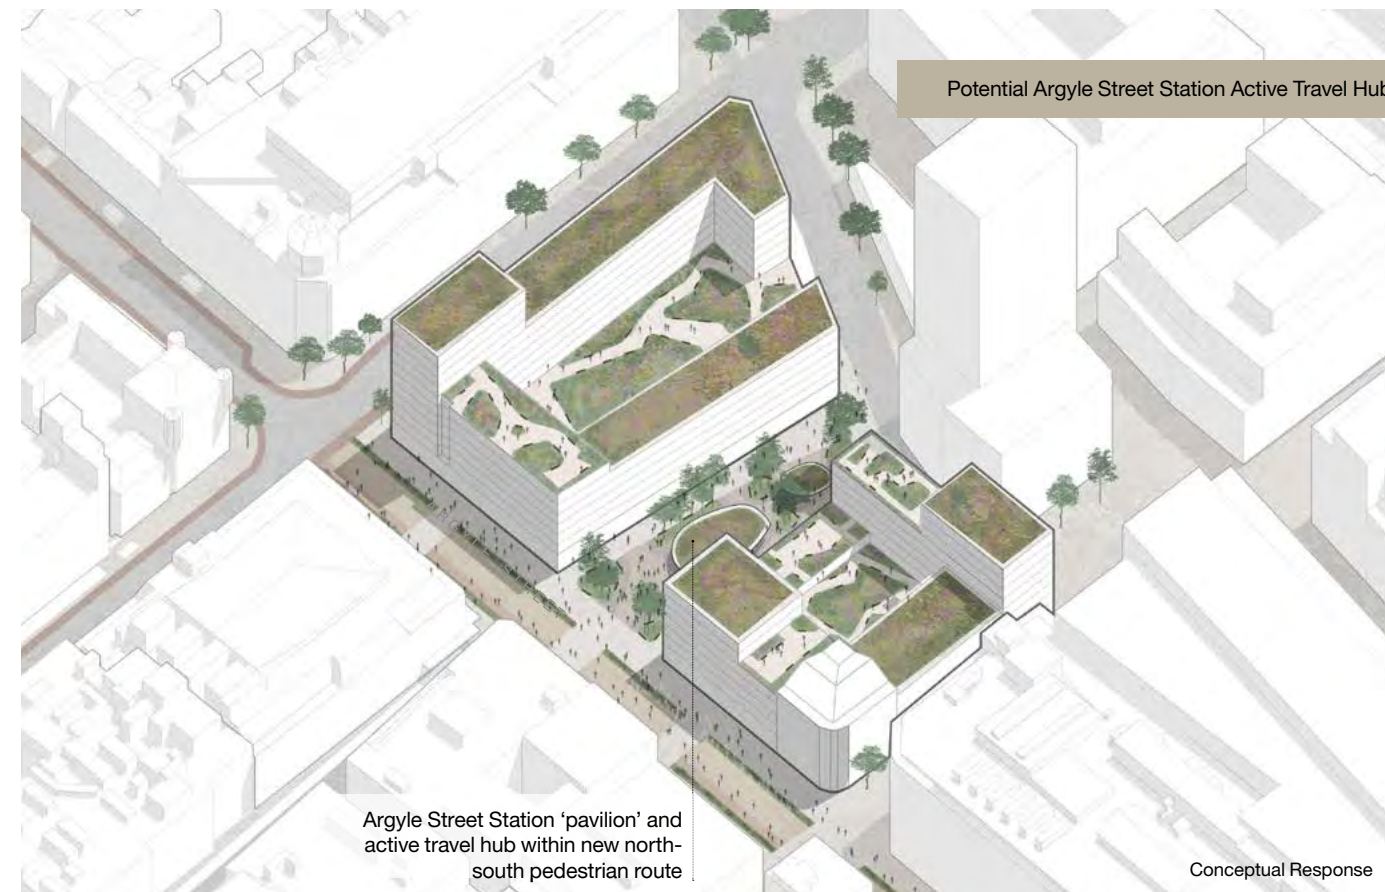 Potential Argyle Street Station Active Travel Hub
Argyle Street Station ‘pavilion’ and
active travel hub within new north-
south pedestrian route
Conceptual Response